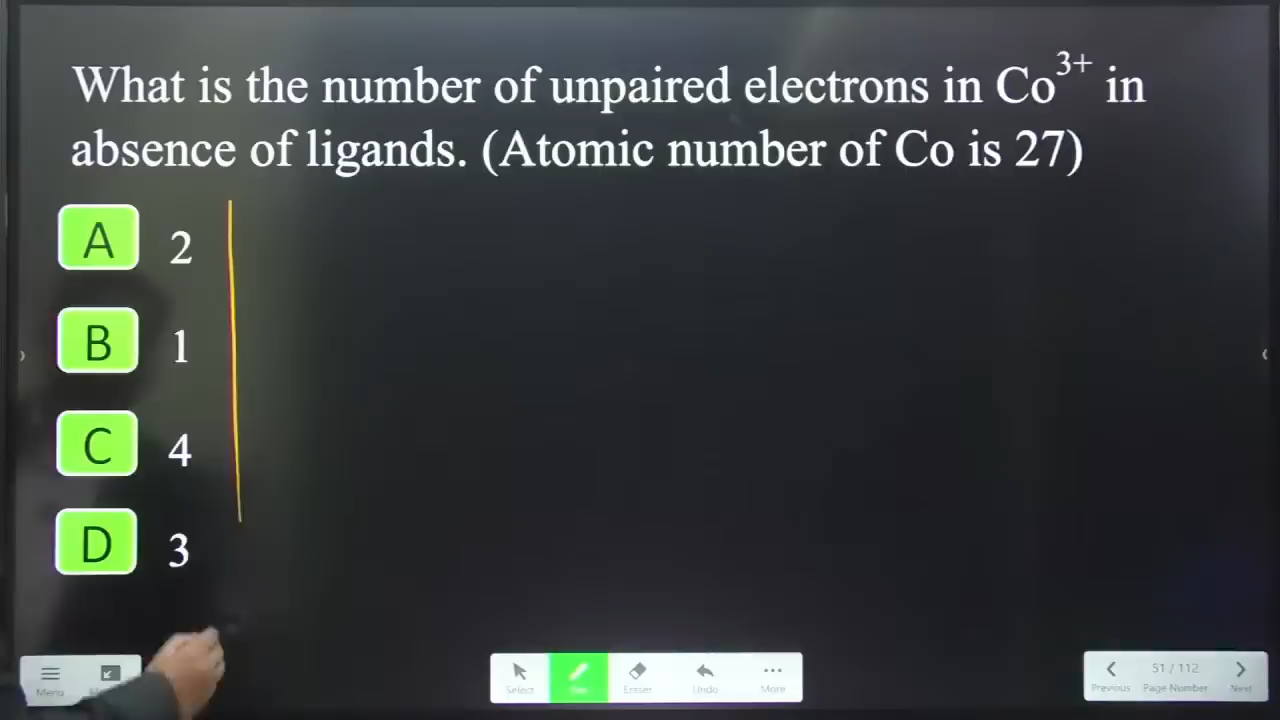 What is the number of unpaired electrons in Co³⁺ in
absence of ligands. (Atomic number of Co is 27)
A 2
B 1
C 4
D 3
Menu
Select
Eraser
Undo
More
51 / 112
Previous Page Number Next